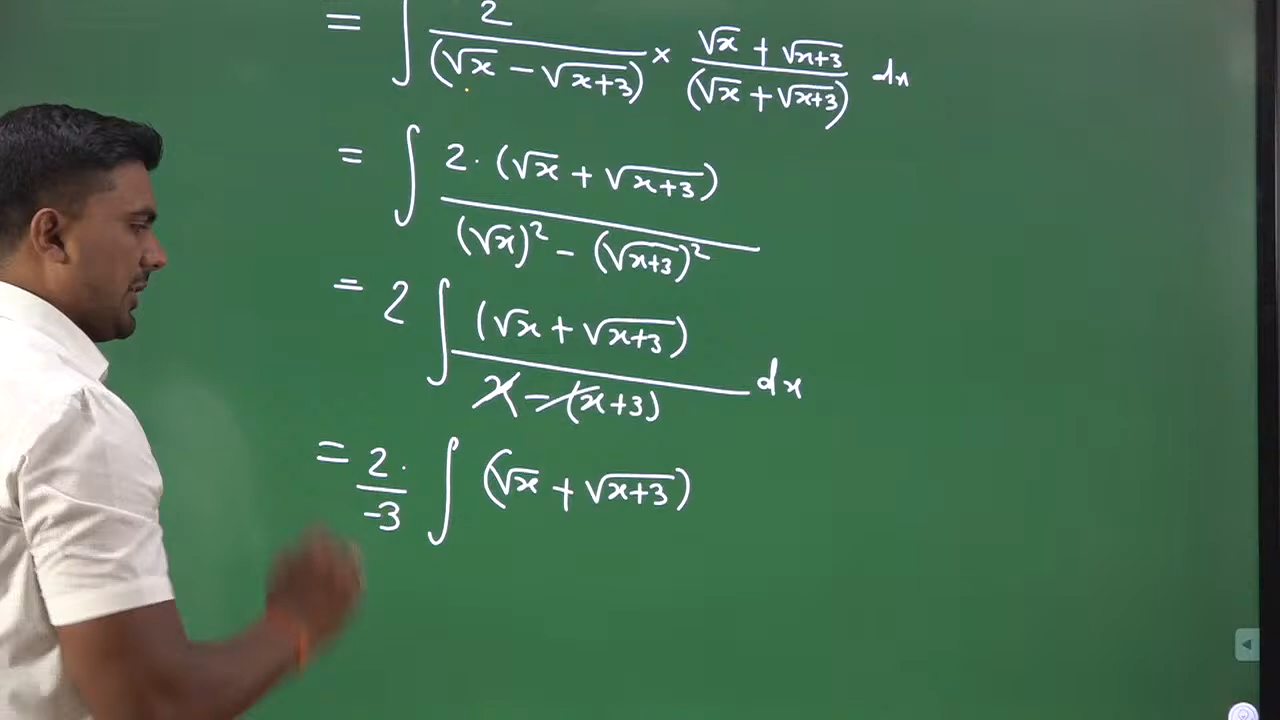 = ∫ 2/(√x − √(x+3)) × (√x + √(x+3))/(√x + √(x+3)) dx
= ∫ 2·(√x + √(x+3))/((√x)² − (√(x+3))²)
= 2 ∫ (√x + √(x+3))/(x − (x+3)) dx
= 2·/-3 ∫ (√x + √(x+3))